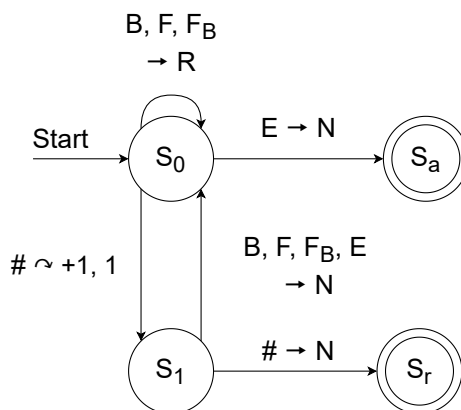 B, F, F_B
→ R
Start
S_0
E → N
S_a
# ↷ +1, 1
B, F, F_B, E
→ N
S_1
# → N
S_r